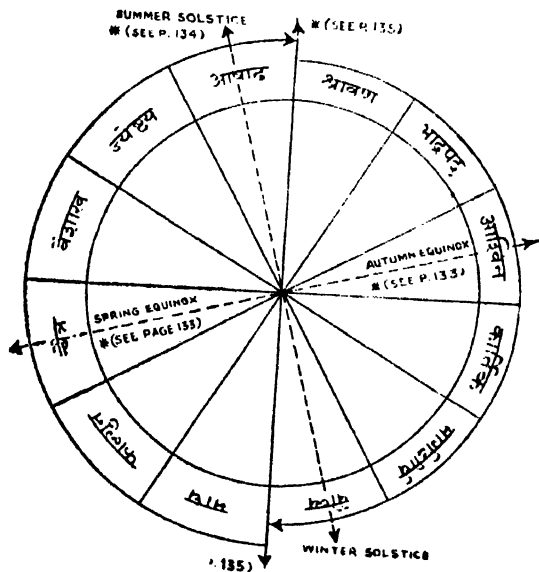 SUMMER SOLSTICE
* (SEE P. 134)
* (SEE P. 135)
आषाढ़
श्रावण
भाद्रपद
आश्विन
AUTUMN EQUINOX
* (SEE P. 133)
कार्तिक
मार्गशीर्ष
पौष
WINTER SOLSTICE
माघ
. 135)
फाल्गुन
चैत्र
SPRING EQUINOX
* (SEE PAGE 133)
वैशाख
ज्येष्ठ